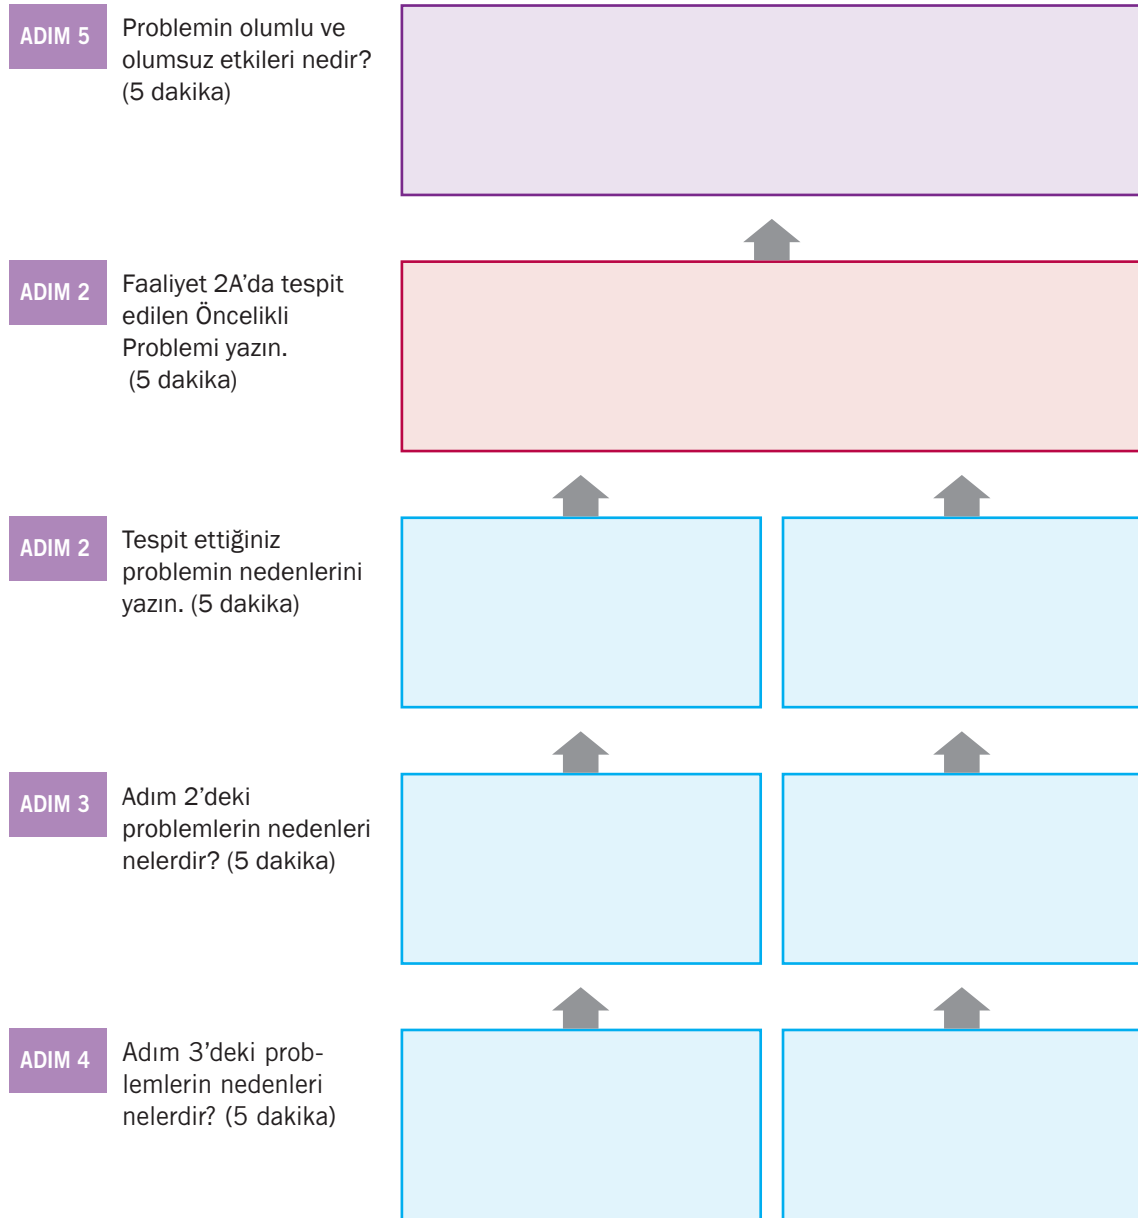 ADIM 5
Problemin olumlu ve
olumsuz etkileri nedir?
(5 dakika)
ADIM 2
Faaliyet 2A’da tespit
edilen Öncelikli
Problemi yazın.
(5 dakika)
ADIM 2
Tespit ettiğiniz
problemin nedenlerini
yazın. (5 dakika)
ADIM 3
Adım 2’deki
problemlerin nedenleri
nelerdir? (5 dakika)
ADIM 4
Adım 3’deki prob-
lemlerin nedenleri
nelerdir? (5 dakika)